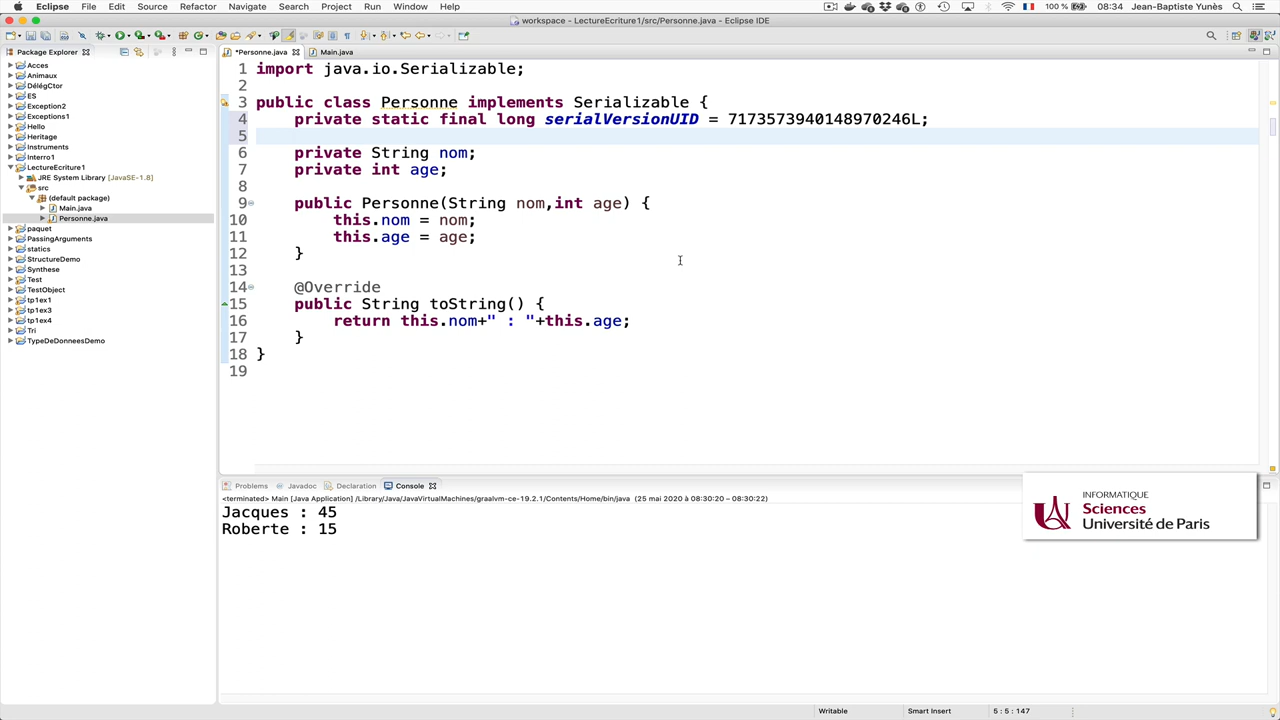 Eclipse File Edit Source Refactor Navigate Search Project Run Window Help 100 % 08:34 Jean-Baptiste Yunès
workspace - LectureEcriture1/src/Personne.java - Eclipse IDE
Package Explorer
Acces
Animaux
DélégCtor
ES
Exception2
Exceptions1
Hello
Heritage
Instruments
Interro1
LectureEcriture1
JRE System Library [JavaSE-1.8]
src
(default package)
Main.java
Personne.java
paquet
PassingArguments
statics
StructureDemo
Synthese
Test
TestObject
tp1ex1
tp1ex3
tp1ex4
Tri
TypeDeDonneesDemo
*Personne.java Main.java
1 import java.io.Serializable;
2
3 public class Personne implements Serializable {
4 private static final long serialVersionUID = 7173573940148970246L;
5
6 private String nom;
7 private int age;
8
9 public Personne(String nom,int age) {
10 this.nom = nom;
11 this.age = age;
12 }
13
14 @Override
15 public String toString() {
16 return this.nom+" : "+this.age;
17 }
18 }
19
Problems Javadoc Declaration Console
<terminated> Main [Java Application] /Library/Java/JavaVirtualMachines/graalvm-ce-19.2.1/Contents/Home/bin/java (25 mai 2020 à 08:30:20 – 08:30:22)
Jacques : 45
Roberte : 15
INFORMATIQUE
Sciences
Université de Paris
Writable Smart Insert 5 : 5 : 147